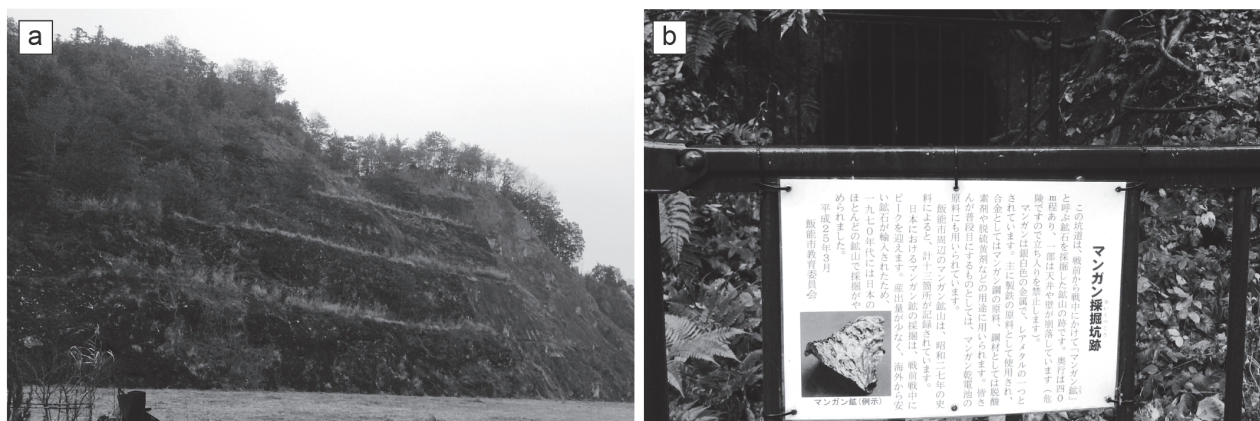 a
b
マンガン採掘坑跡
この坑道は、戦前から戦中にかけて「マンガン鉱」
と呼ぶ鉱石を採掘した鉱山の跡です。奥行は四〇
m程あり、一部は天井や壁が崩落しています(危
険ですので立ち入りを禁止します)。
マンガンは銀白色の金属で、レアメタルの一つと
されています。主に製鉄の原料として使用され、
合金としてはマンガン鋼の原料、鋼材としては脱酸
素剤や脱硫黄剤などの用途に用いられます。皆さ
んが普段目にするものとしては、マンガン乾電池の
原料にも用いられています。
飯能市周辺のマンガン鉱山は、昭和二七年の史
料によると、計十三箇所が記録されています。
日本におけるマンガン鉱の採掘は、戦前戦中に
ピークを迎えます。産出量が少なく、海外から安
い鉱石が輸入されたため、
一九七〇年代には日本の
ほとんどの鉱山で採掘がや
められました。
平成25年3月
飯能市教育委員会
マンガン鉱(例示)